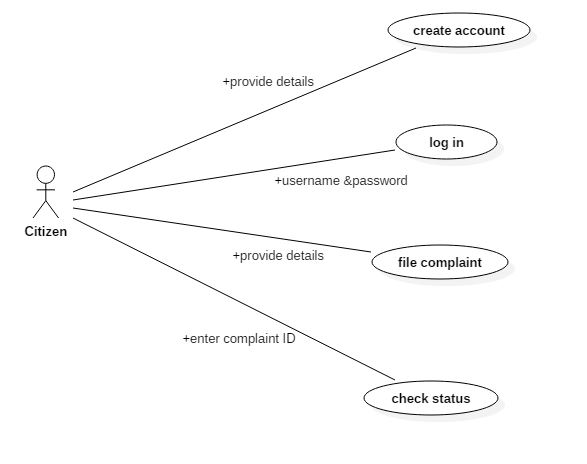 create account
+provide details
log in
+username &password
Citizen
+provide details
file complaint
+enter complaint ID
check status